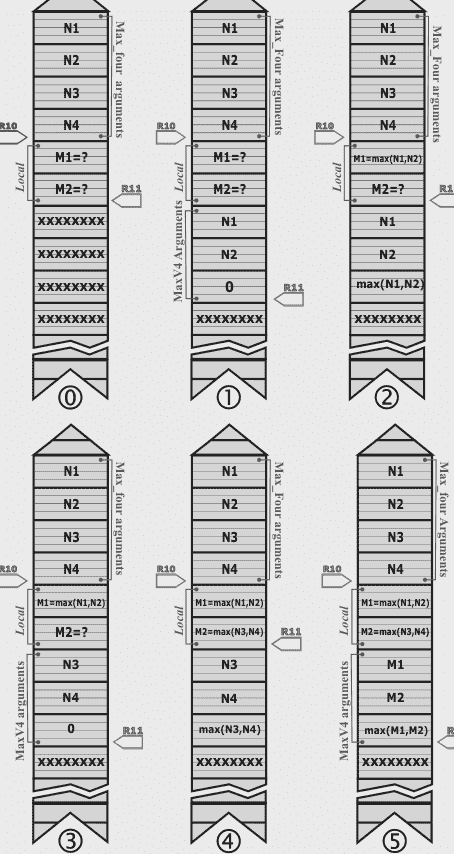 N1
N2
N3
N4
M1=?
M2=?
xxxxxxxx
xxxxxxxx
xxxxxxxx
xxxxxxxx
Max_four arguments
R10
Local
R11
0
N1
N2
N3
N4
M1=?
M2=?
N1
N2
0
xxxxxxxx
Max_Four arguments
R10
Local
MaxV4 Arguments
R11
1
N1
N2
N3
N4
M1=max(N1,N2)
M2=?
N1
N2
max(N1,N2)
xxxxxxxx
Max_Four arguments
R10
Local
R1
2
N1
N2
N3
N4
M1=max(N1,N2)
M2=?
N3
N4
0
xxxxxxxx
Max_four arguments
R10
Local
MaxV4 arguments
R11
3
N1
N2
N3
N4
M1=max(N1,N2)
M2=max(N3,N4)
N3
N4
max(N3,N4)
xxxxxxxx
Max_Four arguments
R10
Local
R11
4
N1
N2
N3
N4
M1=max(N1,N2)
M2=max(N3,N4)
M1
M2
max(M1,M2)
xxxxxxxx
Max_four Arguments
R10
Local
MaxV4 arguments
R
5